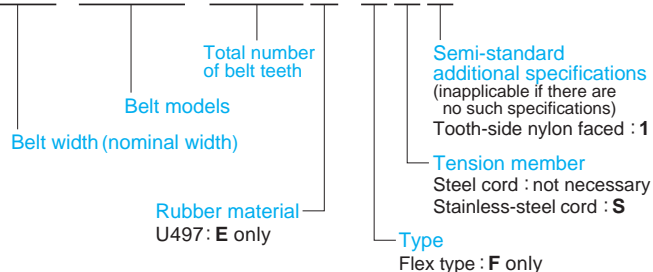 Total number
of belt teeth
Belt models
Belt width (nominal width)
Semi-standard
additional specifications
(inapplicable if there are
no such specifications)
Tooth-side nylon faced : 1
Tension member
Steel cord : not necessary
Stainless-steel cord : S
Rubber material
U497 : E only
Type
Flex type : F only